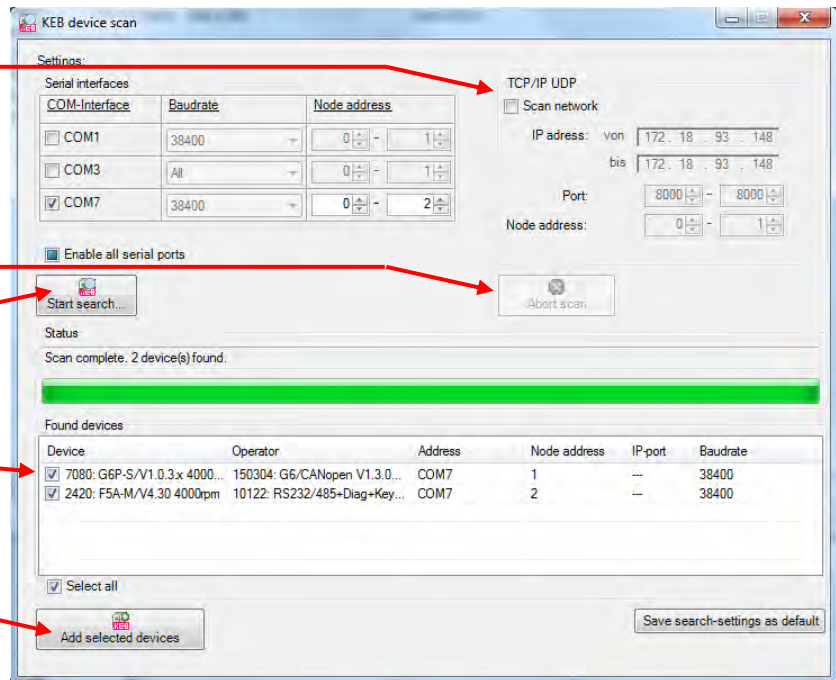 KEB device scan
Settings:
Serial interfaces
COM-Interface Baudrate Node address
COM1 38400 0 - 1
COM3 All 0 - 1
COM7 38400 0 - 2
Enable all serial ports
TCP/IP UDP
Scan network
IP adress: von 172 . 18 . 93 . 148
bis 172 . 18 . 93 . 148
Port: 8000 - 8000
Node address: 0 - 1
Start search...
Abort scan
Status
Scan complete. 2 device(s) found.
Found devices
Device Operator Address Node address IP-port Baudrate
7080: G6P-S/V1.0.3.x 4000... 150304: G6/CANopen V1.3.0... COM7 1 --- 38400
2420: F5A-M/V4.30 4000rpm 10122: RS232/485+Diag+Key... COM7 2 --- 38400
Select all
KEB
Add selected devices
Save search-settings as default